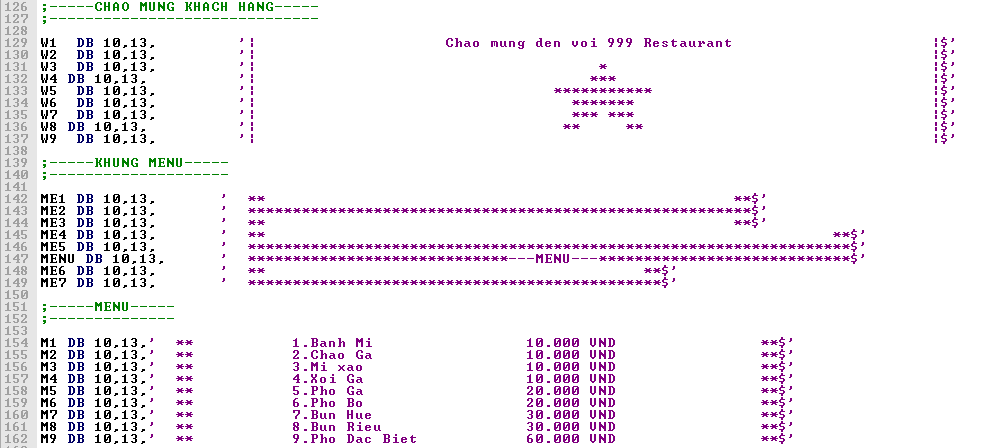 126 ;-----CHAO MUNG KHACH HANG-----
127 ;------------------------------
128
129 W1  DB 10,13,         '¦                     Chao mung den voi 999 Restaurant                      ¦$'
130 W2  DB 10,13,         '¦                                                                           ¦$'
131 W3  DB 10,13,         '¦                                      *                                    ¦$'
132 W4 DB 10,13,          '¦                                     ***                                   ¦$'
133 W5  DB 10,13,         '¦                                 ***********                               ¦$'
134 W6  DB 10,13,         '¦                                   *******                                 ¦$'
135 W7  DB 10,13,         '¦                                   *** ***                                 ¦$'
136 W8 DB 10,13,          '¦                                  **     **                                ¦$'
137 W9  DB 10,13,         '¦                                                                           ¦$'
138
139 ;-----KHUNG MENU-----
140 ;--------------------
141
142 ME1 DB 10,13,       '  **                                                    **$'
143 ME2 DB 10,13,       '  ********************************************************$'
144 ME3 DB 10,13,       '  **                                                    **$'
145 ME4 DB 10,13,       '  **                                                               **$'
146 ME5 DB 10,13,       '  *******************************************************************$'
147 MENU DB 10,13,      '  *****************************---MENU---****************************$'
148 ME6 DB 10,13,       '  **                                          **$'
149 ME7 DB 10,13,       '  **********************************************$'
150
151 ;-----MENU-----
152 ;--------------
153
154 M1 DB 10,13,'  **           1.Banh Mi                 10.000 VND                **$'
155 M2 DB 10,13,'  **           2.Chao Ga                 10.000 VND                **$'
156 M3 DB 10,13,'  **           3.Mi xao                  10.000 VND                **$'
157 M4 DB 10,13,'  **           4.Xoi Ga                  10.000 VND                **$'
158 M5 DB 10,13,'  **           5.Pho Ga                  20.000 VND                **$'
159 M6 DB 10,13,'  **           6.Pho Bo                  20.000 VND                **$'
160 M7 DB 10,13,'  **           7.Bun Hue                 30.000 VND                **$'
161 M8 DB 10,13,'  **           8.Bun Rieu                30.000 VND                **$'
162 M9 DB 10,13,'  **           9.Pho Dac Biet            60.000 VND                **$'